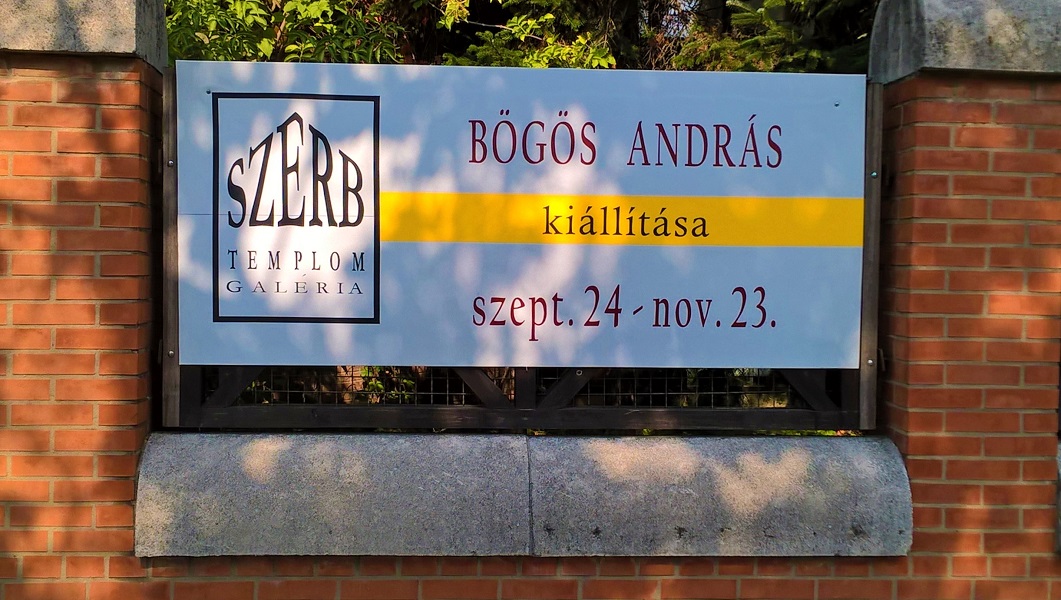 SZERB
TEMPLOM
GALÉRIA
BÖGÖS ANDRÁS
kiállítása
szept. 24 - nov. 23.